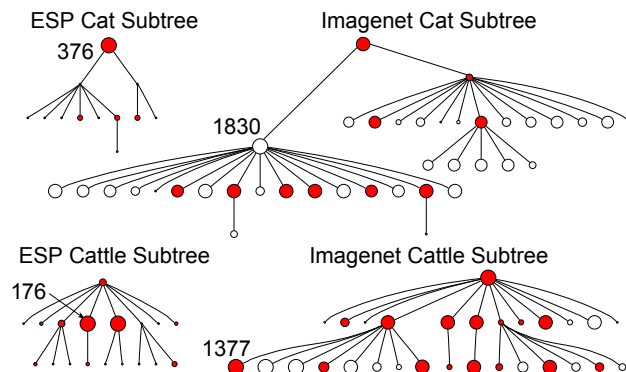 ESP Cat Subtree
Imagenet Cat Subtree
376
1830
ESP Cattle Subtree
Imagenet Cattle Subtree
176
1377